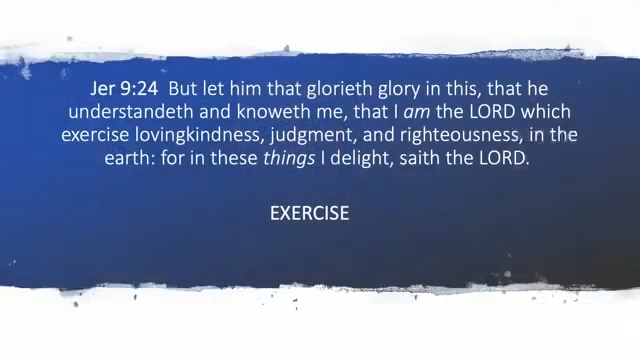 Jer 9:24  But let him that glorieth glory in this, that he
understandeth and knoweth me, that I am the LORD which
exercise lovingkindness, judgment, and righteousness, in the
earth: for in these things I delight, saith the LORD.
EXERCISE